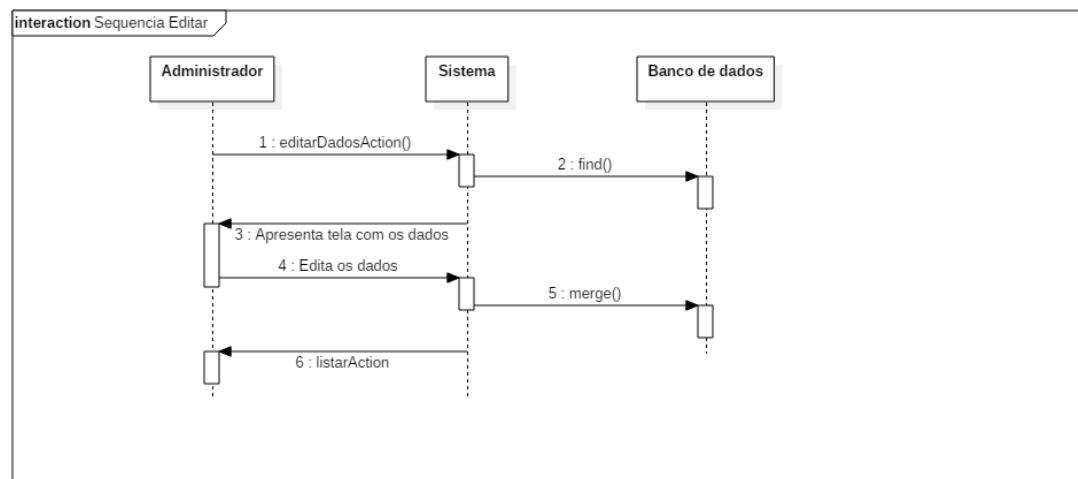 interaction Sequencia Editar
Administrador
Sistema
Banco de dados
1 : editarDadosAction()
2 : find()
3 : Apresenta tela com os dados
4 : Edita os dados
5 : merge()
6 : listarAction